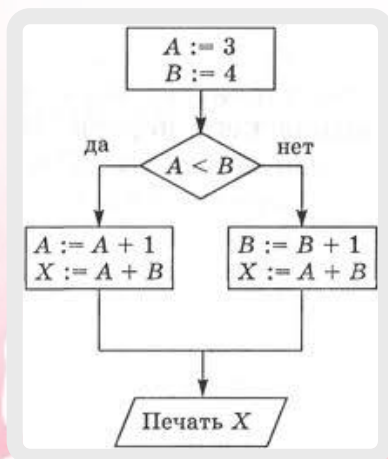 A := 3
B := 4
да
A < B
нет
A := A + 1
X := A + B
B := B + 1
X := A + B
Печать X